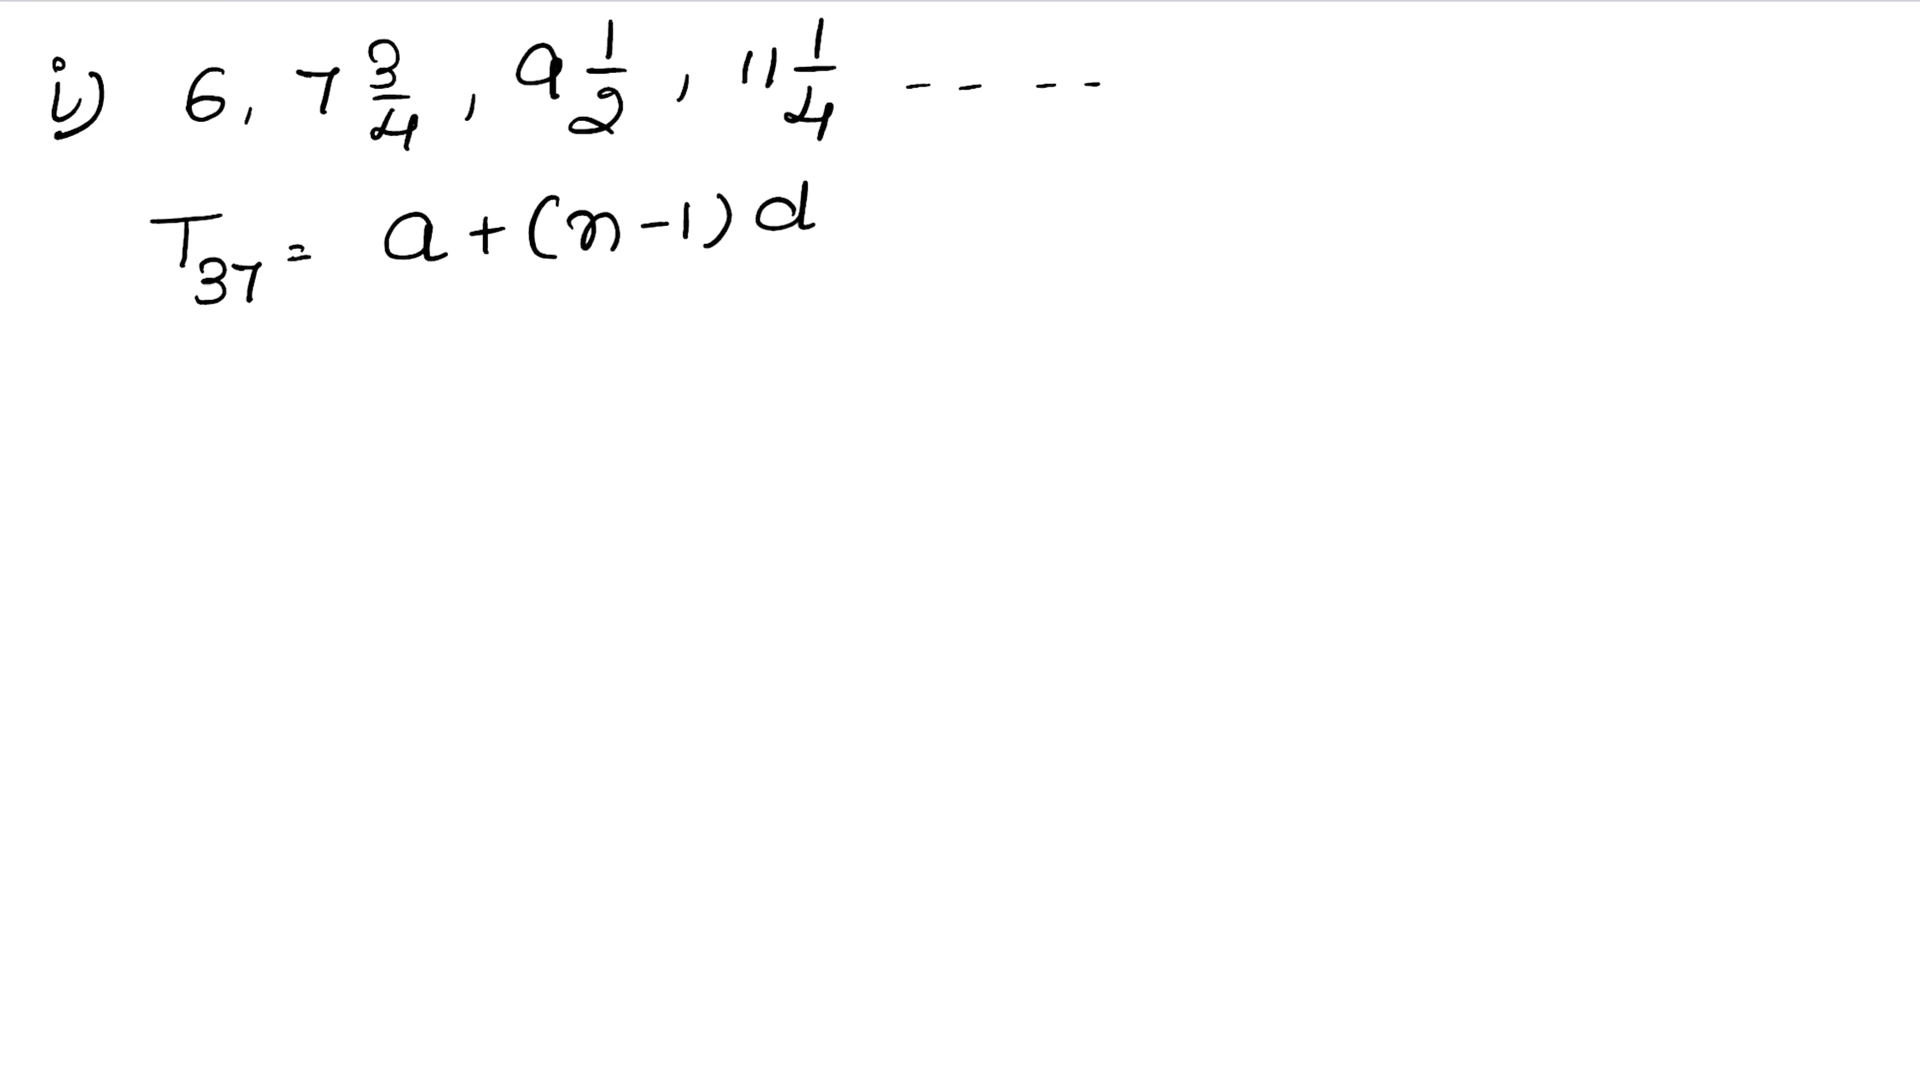 i) 6, 7 3/4, 9 1/2, 11 1/4 - - - -
T₃₇ = a + (n - 1) d